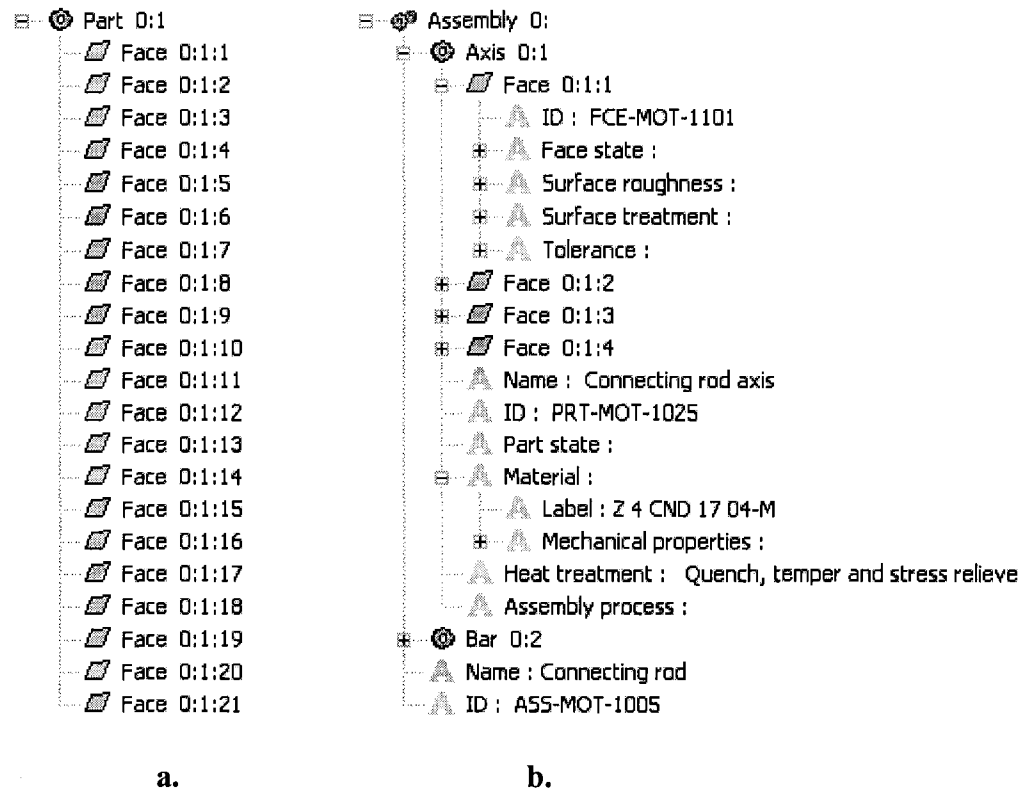 Part 0:1
Face 0:1:1
Face 0:1:2
Face 0:1:3
Face 0:1:4
Face 0:1:5
Face 0:1:6
Face 0:1:7
Face 0:1:8
Face 0:1:9
Face 0:1:10
Face 0:1:11
Face 0:1:12
Face 0:1:13
Face 0:1:14
Face 0:1:15
Face 0:1:16
Face 0:1:17
Face 0:1:18
Face 0:1:19
Face 0:1:20
Face 0:1:21
a.
Assembly 0:
Axis 0:1
Face 0:1:1
A ID : FCE-MOT-1101
A Face state :
A Surface roughness :
A Surface treatment :
A Tolerance :
Face 0:1:2
Face 0:1:3
Face 0:1:4
A Name : Connecting rod axis
A ID : PRT-MOT-1025
A Part state :
A Material :
A Label : Z 4 CND 17 04-M
A Mechanical properties :
A Heat treatment : Quench, temper and stress relieve
A Assembly process :
Bar 0:2
A Name : Connecting rod
A ID : ASS-MOT-1005
b.